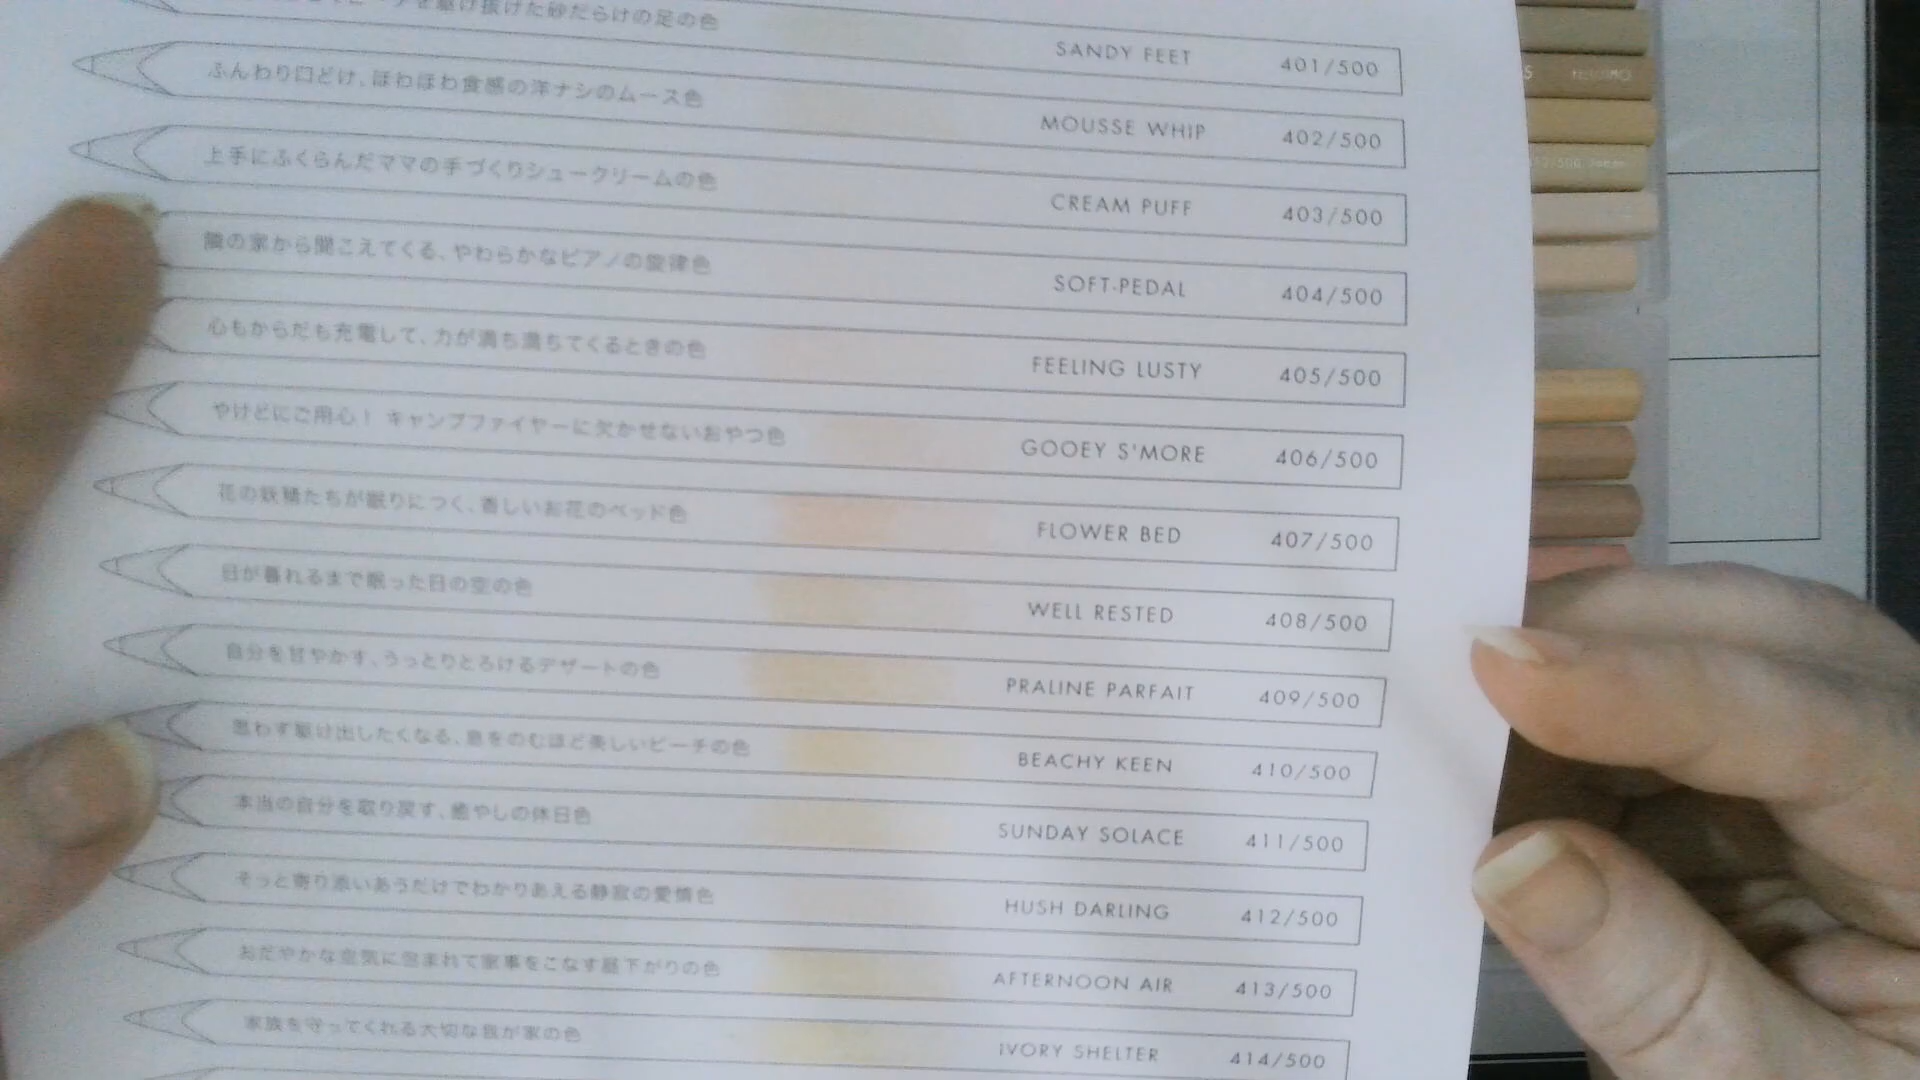 を駆け抜けた砂だらけの足の色 SANDY FEET 401/500
ふんわり口どけ、ほわほわ食感の洋ナシのムース色 MOUSSE WHIP 402/500
上手にふくらんだママの手づくりシュークリームの色 CREAM PUFF 403/500
隣の家から聞こえてくる、やわらかなピアノの旋律色 SOFT-PEDAL 404/500
心もからだも充電して、力が満ち満ちてくるときの色 FEELING LUSTY 405/500
やけどにご用心! キャンプファイヤーに欠かせないおやつ色 GOOEY S'MORE 406/500
花の妖精たちが眠りにつく、香しいお花のベッド色 FLOWER BED 407/500
日が暮れるまで眠った日の空の色 WELL RESTED 408/500
自分を甘やかす、うっとりとろけるデザートの色 PRALINE PARFAIT 409/500
思わず駆け出したくなる、息をのむほど美しいビーチの色 BEACHY KEEN 410/500
本当の自分を取り戻す、癒やしの休日色 SUNDAY SOLACE 411/500
そっと寄り添いあうだけでわかりあえる静寂の愛情色 HUSH DARLING 412/500
おだやかな空気に包まれて家事をこなす昼下がりの色 AFTERNOON AIR 413/500
家族を守ってくれる大切な我が家の色 IVORY SHELTER 414/500